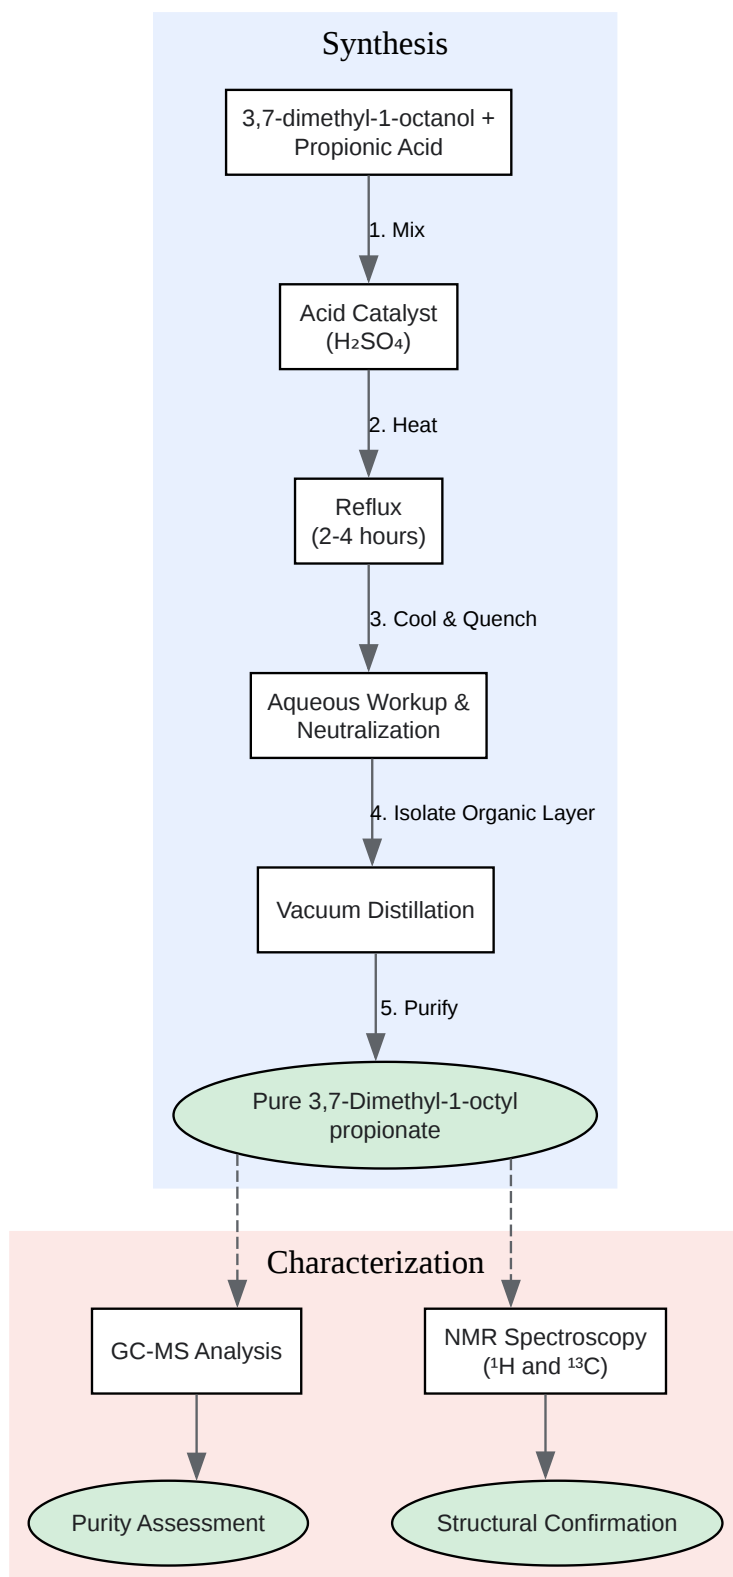 Synthesis
3,7-dimethyl-1-octanol +
Propionic Acid
1. Mix
Acid Catalyst
(H₂SO₄)
2. Heat
Reflux
(2-4 hours)
3. Cool & Quench
Aqueous Workup &
Neutralization
4. Isolate Organic Layer
Vacuum Distillation
5. Purify
Pure 3,7-Dimethyl-1-octyl
propionate
Characterization
GC-MS Analysis
NMR Spectroscopy
(¹H and ¹³C)
Purity Assessment
Structural Confirmation